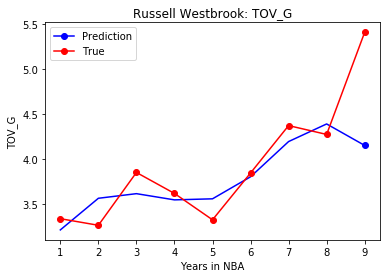 Russell Westbrook: TOV_G
Prediction
True
TOV_G
5.5
5.0
4.5
4.0
3.5
1 2 3 4 5 6 7 8 9
Years in NBA